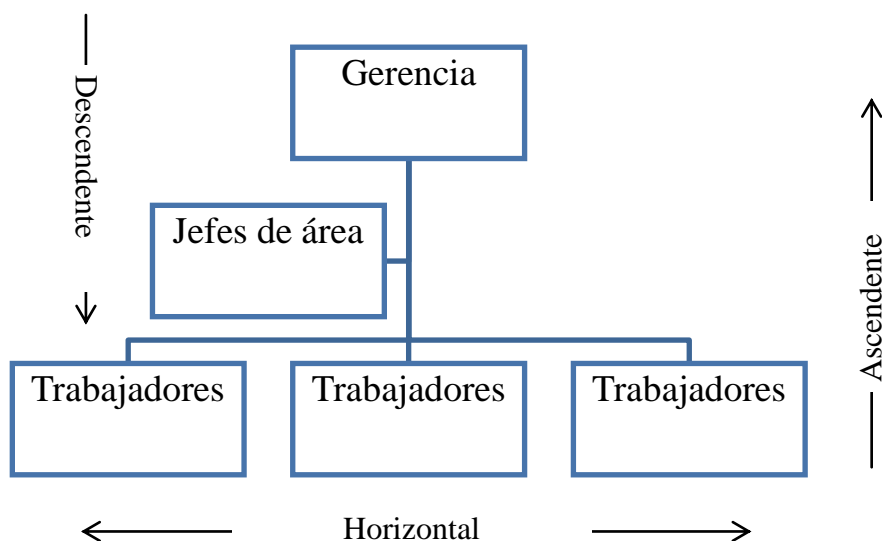 Gerencia
Descendente
Jefes de área
Ascendente
Trabajadores
Trabajadores
Trabajadores
Horizontal